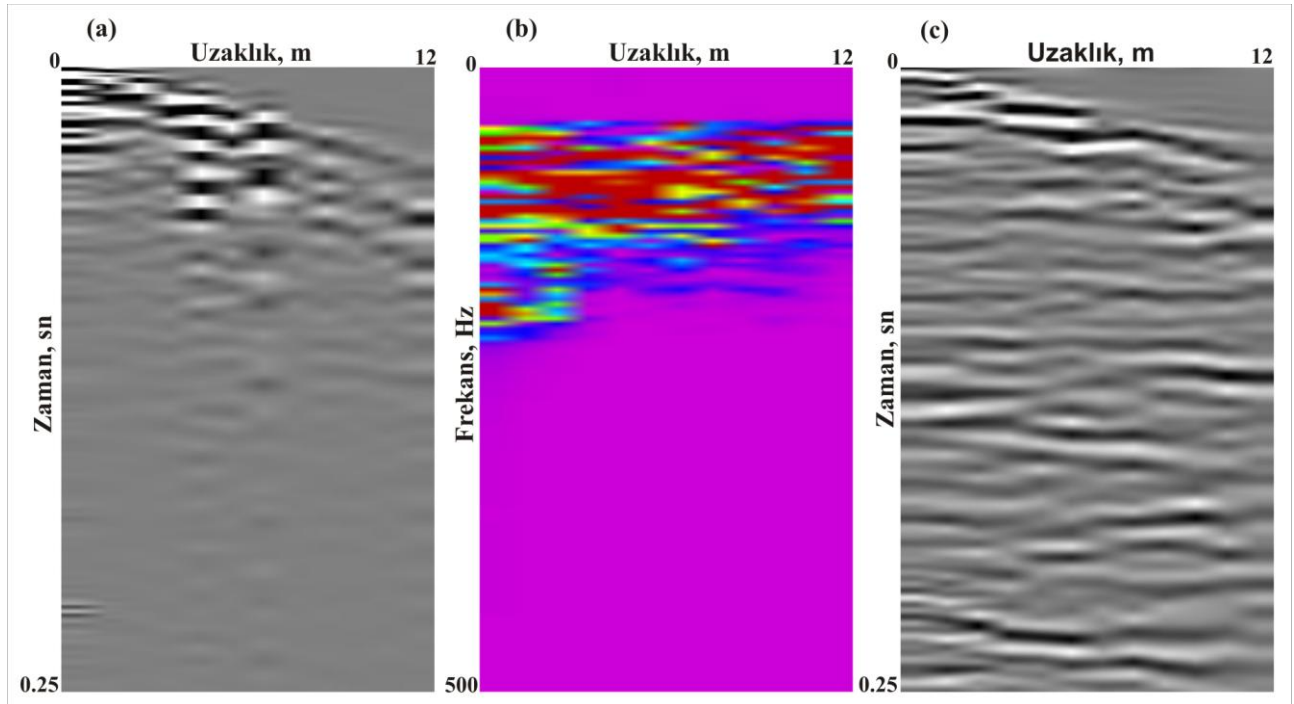 (a)
Uzaklık, m
0
12
Zaman, sn
0.25
(b)
Uzaklık, m
0
12
Frekans, Hz
500
(c)
Uzaklık, m
0
12
Zaman, sn
0.25